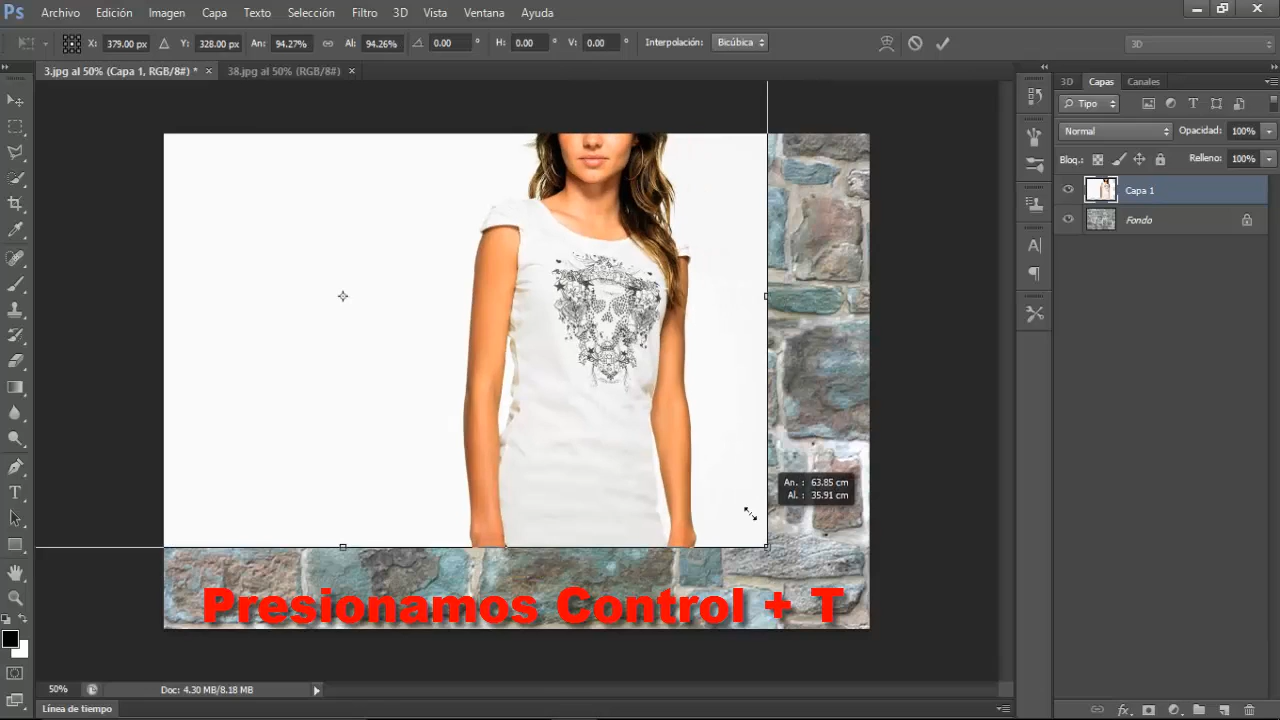 Ps Archivo Edición Imagen Capa Texto Selección Filtro 3D Vista Ventana Ayuda
X: 379.00 px Y: 328.00 px An: 94.27% Al: 94.26% 0.00 ° H: 0.00 ° V: 0.00 ° Interpolación: Bicúbica 3D
3.jpg al 50% (Capa 1, RGB/8#) * × 38.jpg al 50% (RGB/8#) ×
3D Capas Canales
Tipo
Normal Opacidad: 100%
Bloq.: Relleno: 100%
Capa 1
Fondo
An. : 63.85 cm
Al. : 35.91 cm
Presionamos Control + T
50% Doc: 4.30 MB/8.18 MB
Línea de tiempo